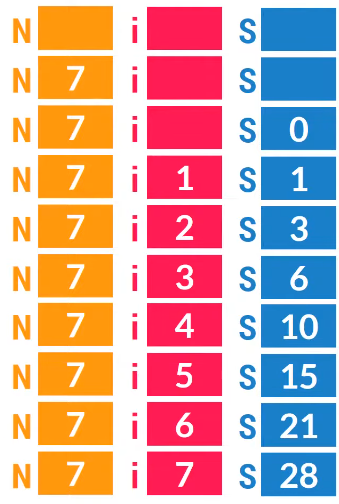 N i S
N 7 i S
N 7 i S 0
N 7 i 1 S 1
N 7 i 2 S 3
N 7 i 3 S 6
N 7 i 4 S 10
N 7 i 5 S 15
N 7 i 6 S 21
N 7 i 7 S 28